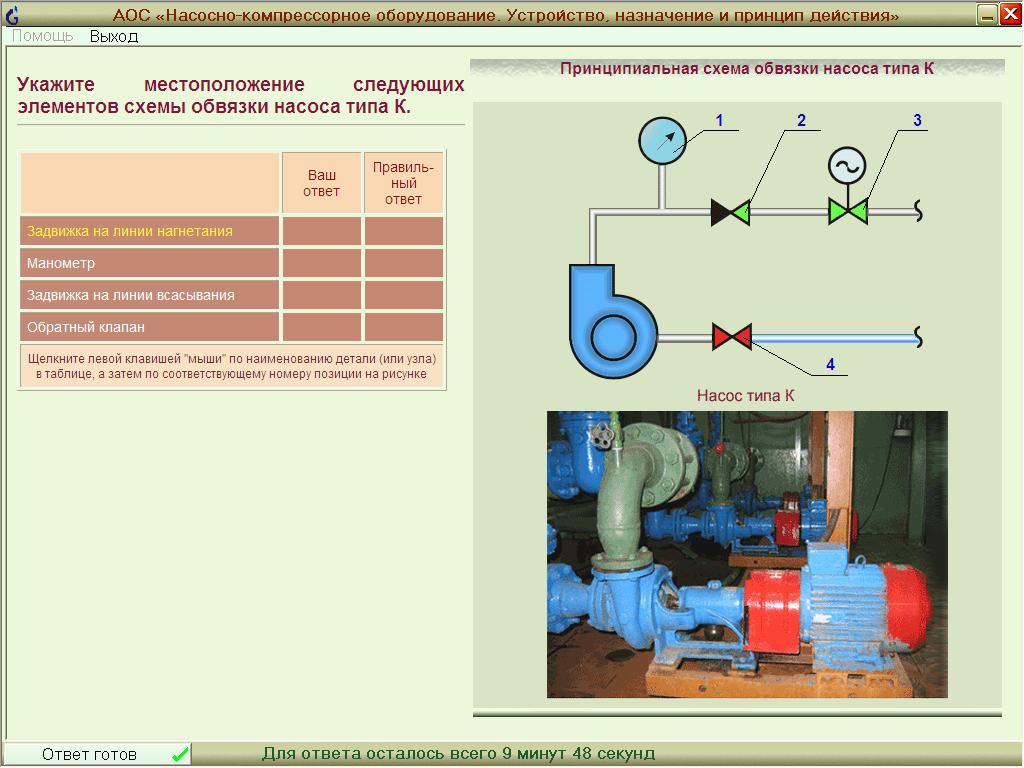 АОС «Насосно-компрессорное оборудование. Устройство, назначение и принцип действия»
Помощь Выход
Укажите местоположение следующих
элементов схемы обвязки насоса типа К.
Ваш
ответ
Правиль-
ный
ответ
Задвижка на линии нагнетания
Манометр
Задвижка на линии всасывания
Обратный клапан
Щелкните левой клавишей "мыши" по наименованию детали (или узла)
в таблице, а затем по соответствующему номеру позиции на рисунке
Принципиальная схема обвязки насоса типа К
1
2
3
4
Насос типа К
Ответ готов
Для ответа осталось всего 9 минут 48 секунд